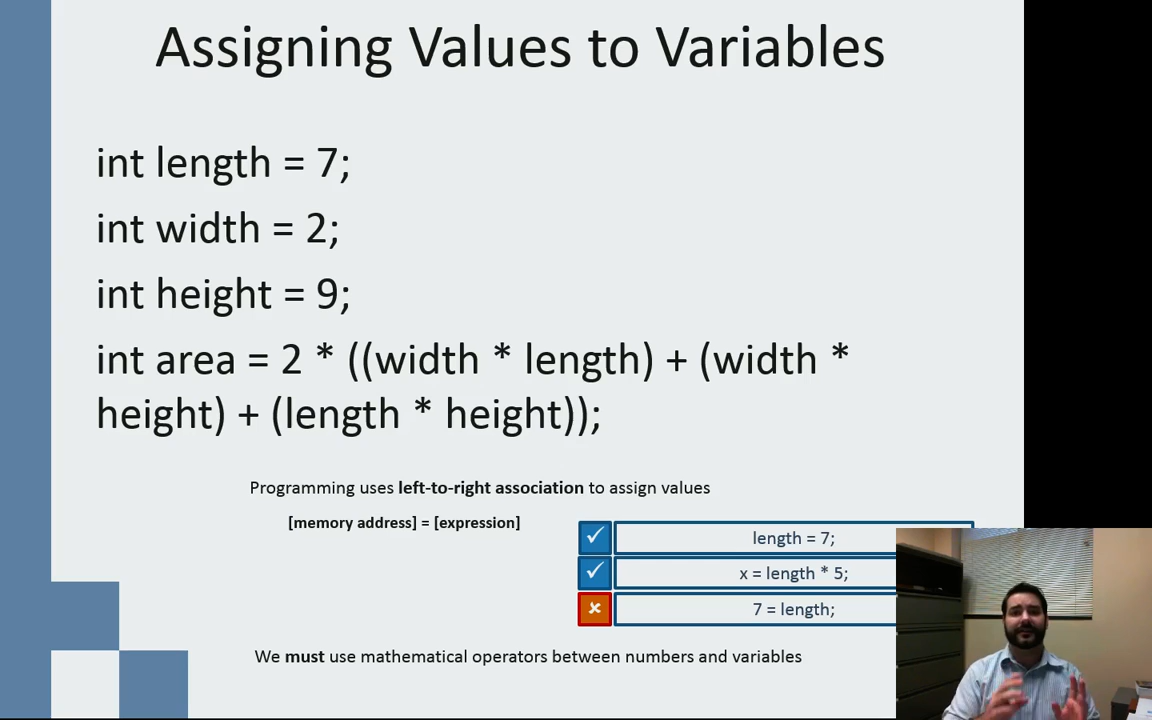 Assigning Values to Variables
int length = 7;
int width = 2;
int height = 9;
int area = 2 * ((width * length) + (width *
height) + (length * height));
Programming uses left-to-right association to assign values
[memory address] = [expression]
length = 7;
x = length * 5;
7 = length;
We must use mathematical operators between numbers and variables